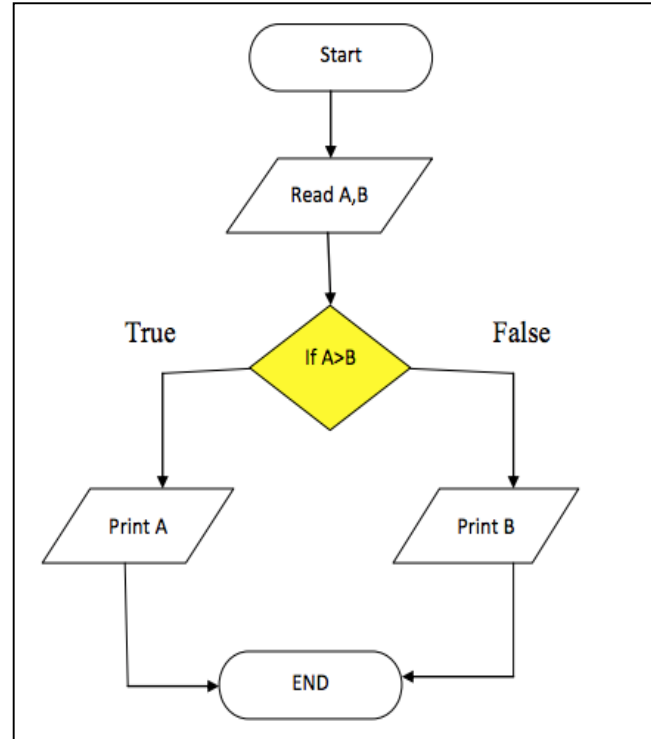 Start
Read A,B
True
False
If A>B
Print A
Print B
END